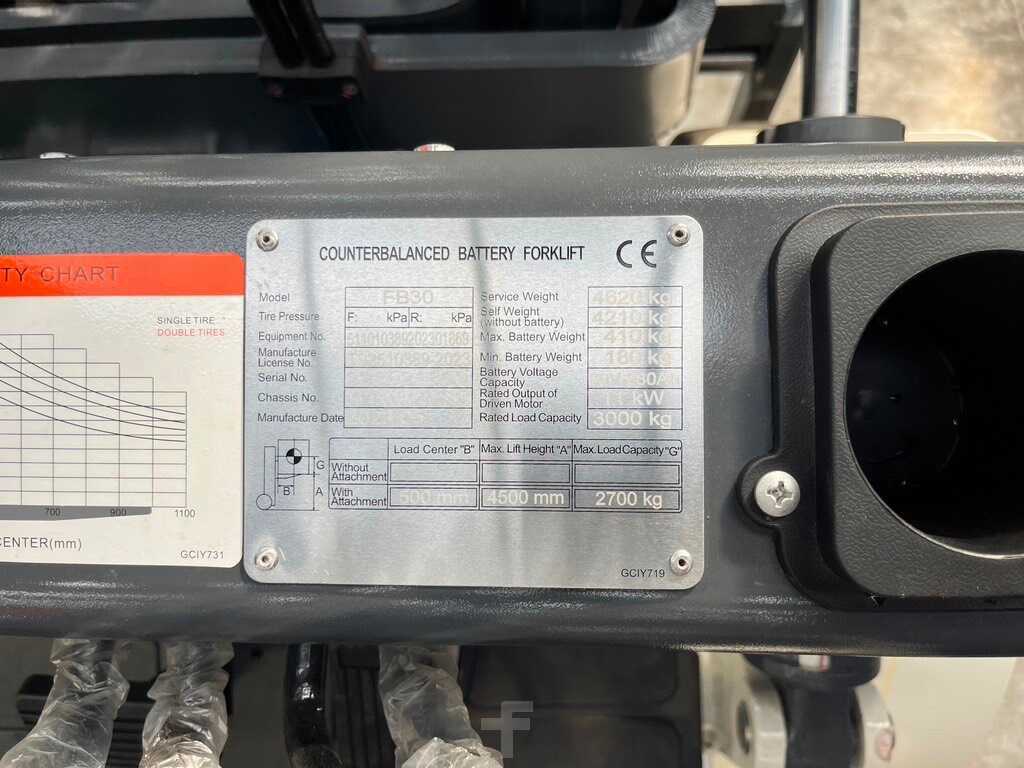 TY CHART
SINGLE TIRE
DOUBLE TIRES
700 900 1100
CENTER(mm)
GCIY731
COUNTERBALANCED BATTERY FORKLIFT CE
Model FB30
Tire Pressure F: kPa R: kPa
Equipment No.
Manufacture License No.
Serial No.
Chassis No.
Manufacture Date
Service Weight 4620 kg
Self Weight (without battery) 4210 kg
Max. Battery Weight 410 kg
Min. Battery Weight 180 kg
Battery Voltage Capacity
Rated Output of Driven Motor 11 kW
Rated Load Capacity 3000 kg
Load Center "B" Max. Lift Height "A" Max. Load Capacity "G"
Without Attachment
With Attachment 500 mm 4500 mm 2700 kg
G
B
A
GCIY719
F